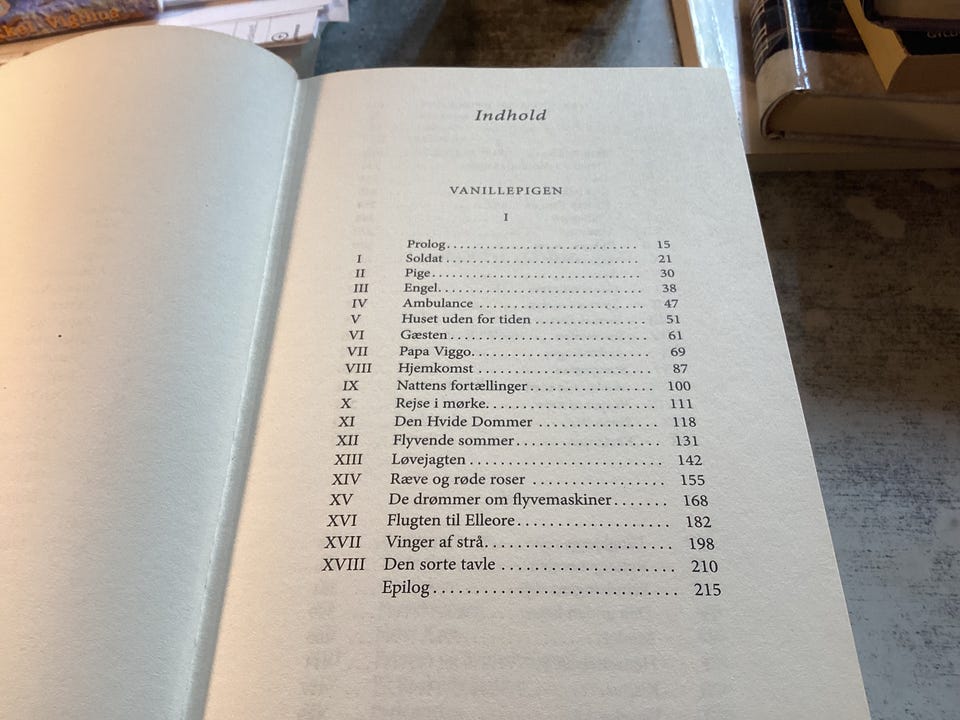 Indhold
VANILLEPIGEN
I
Prolog 15
I Soldat 21
II Pige 30
III Engel 38
IV Ambulance 47
V Huset uden for tiden 51
VI Gæsten 61
VII Papa Viggo 69
VIII Hjemkomst 87
IX Nattens fortællinger 100
X Rejse i mørke 111
XI Den Hvide Dommer 118
XII Flyvende sommer 131
XIII Løvejagten 142
XIV Ræve og røde roser 155
XV De drømmer om flyvemaskiner 168
XVI Flugten til Elleore 182
XVII Vinger af strå 198
XVIII Den sorte tavle 210
Epilog 215